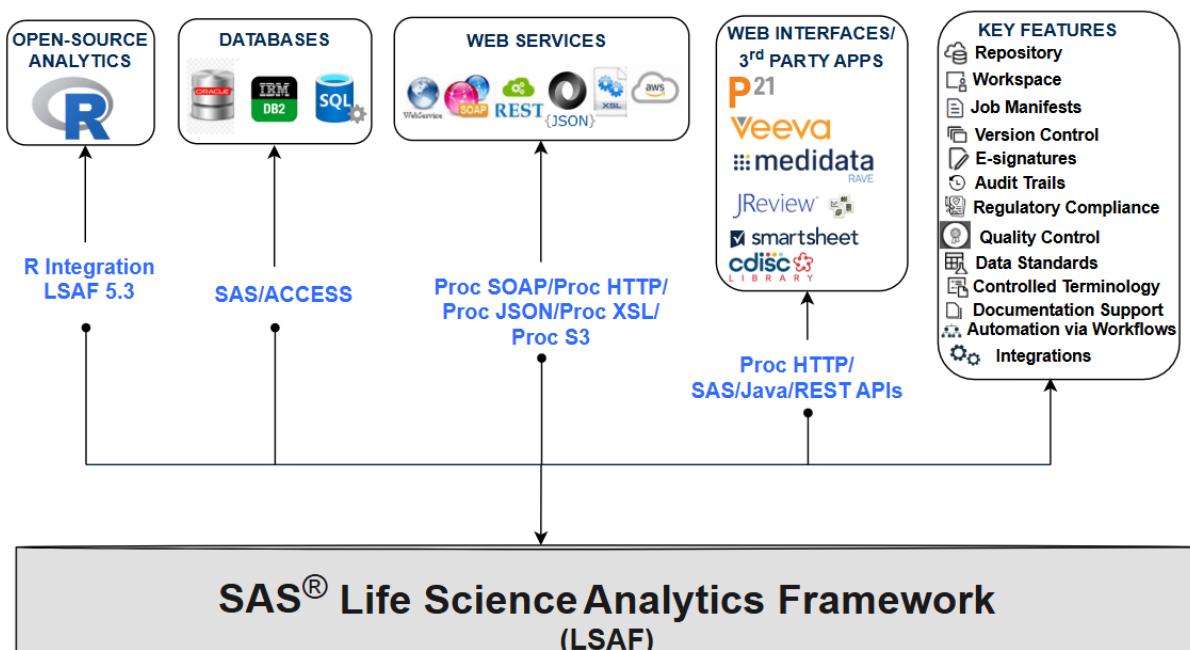 OPEN-SOURCE
ANALYTICS
R
DATABASES
ORACLE
IBM
DB2
SQL
WEB SERVICES
WebService
SOAP
REST
{JSON}
XSL
aws
WEB INTERFACES/
3rd PARTY APPS
P21
Veeva
medidata
RAVE
JReview
smartsheet
cdisc
LIBRARY
KEY FEATURES
Repository
Workspace
Job Manifests
Version Control
E-signatures
Audit Trails
Regulatory Compliance
Quality Control
Data Standards
Controlled Terminology
Documentation Support
Automation via Workflows
Integrations
R Integration
LSAF 5.3
SAS/ACCESS
Proc SOAP/Proc HTTP/
Proc JSON/Proc XSL/
Proc S3
Proc HTTP/
SAS/Java/REST APIs
SAS® Life Science Analytics Framework
(LSAF)